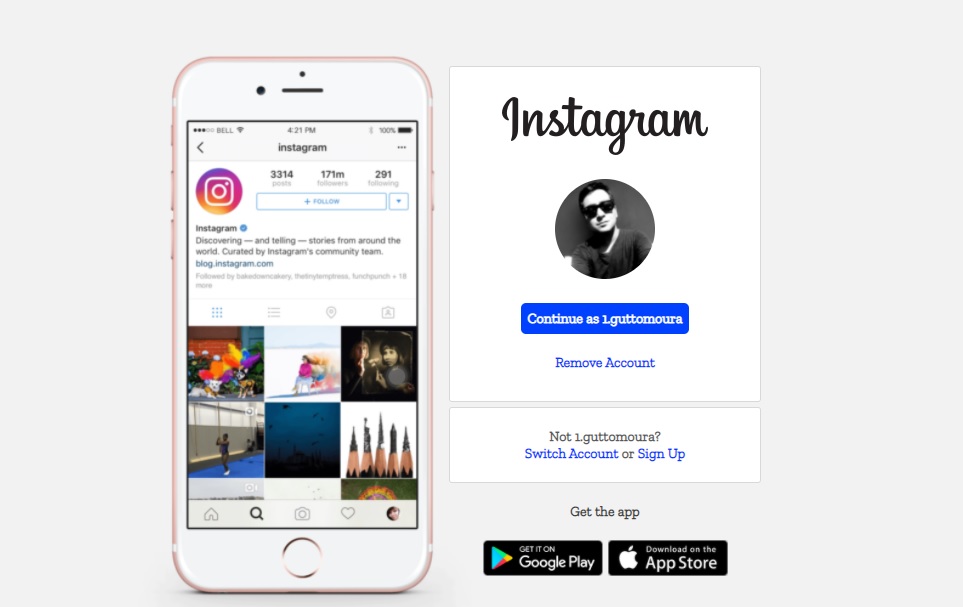 ●●●○○ BELL 4:21 PM 100%
instagram
3314 171m 291
posts followers following
+ FOLLOW
Instagram
Discovering — and telling — stories from around the
world. Curated by Instagram's community team.
blog.instagram.com
Followed by bakedowncakery, thetinytemptress, funchpunch + 18
more
Instagram
Continue as 1.guttomoura
Remove Account
Not 1.guttomoura?
Switch Account or Sign Up
Get the app
GET IT ON
Google Play
Download on the
App Store